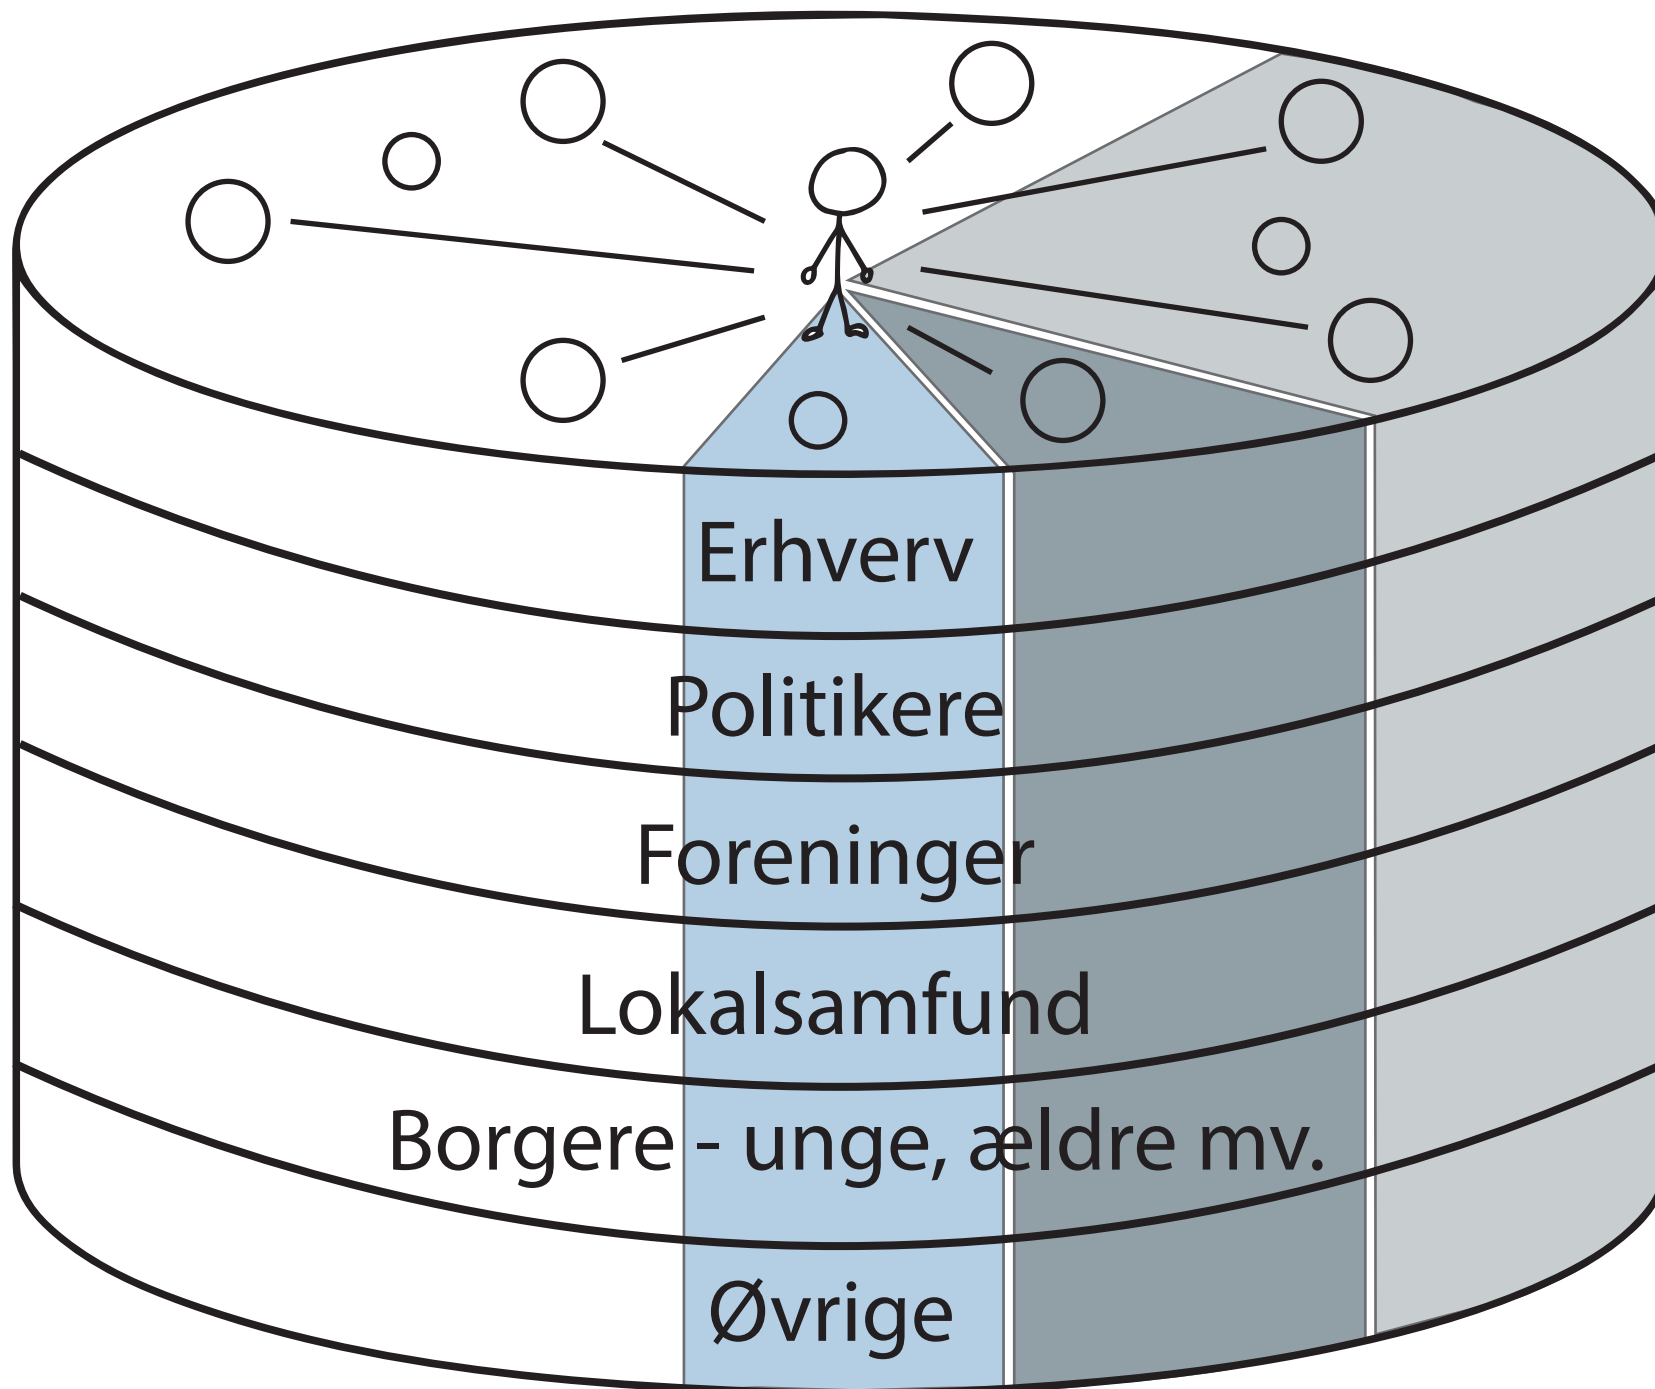 Erhverv
Politikere
Foreninger
Lokalsamfund
Borgere - unge, ældre mv.
Øvrige